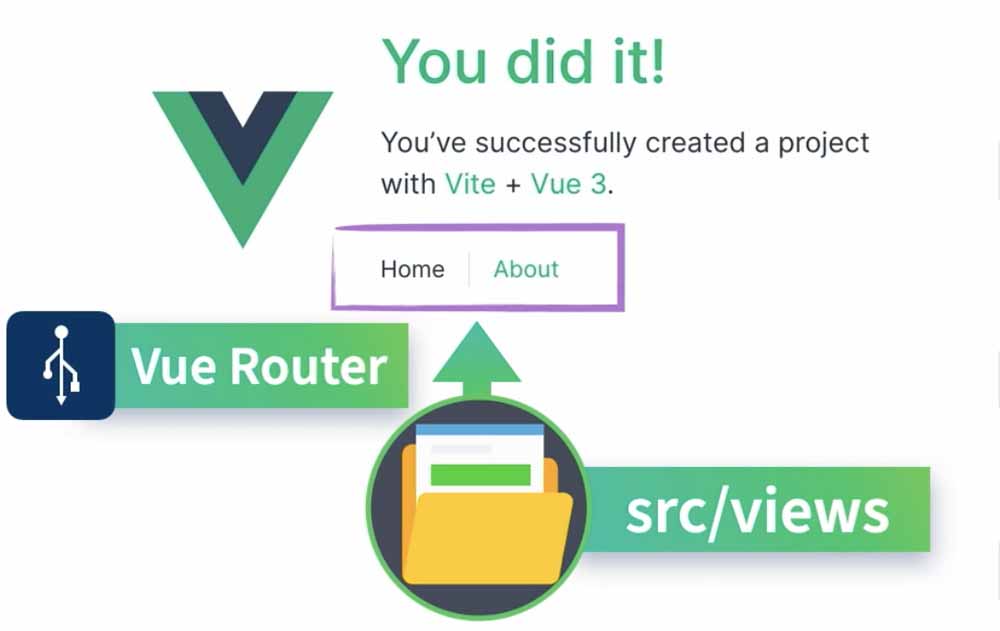 You did it!
You’ve successfully created a project
with Vite + Vue 3.
Home About
Vue Router
src/views